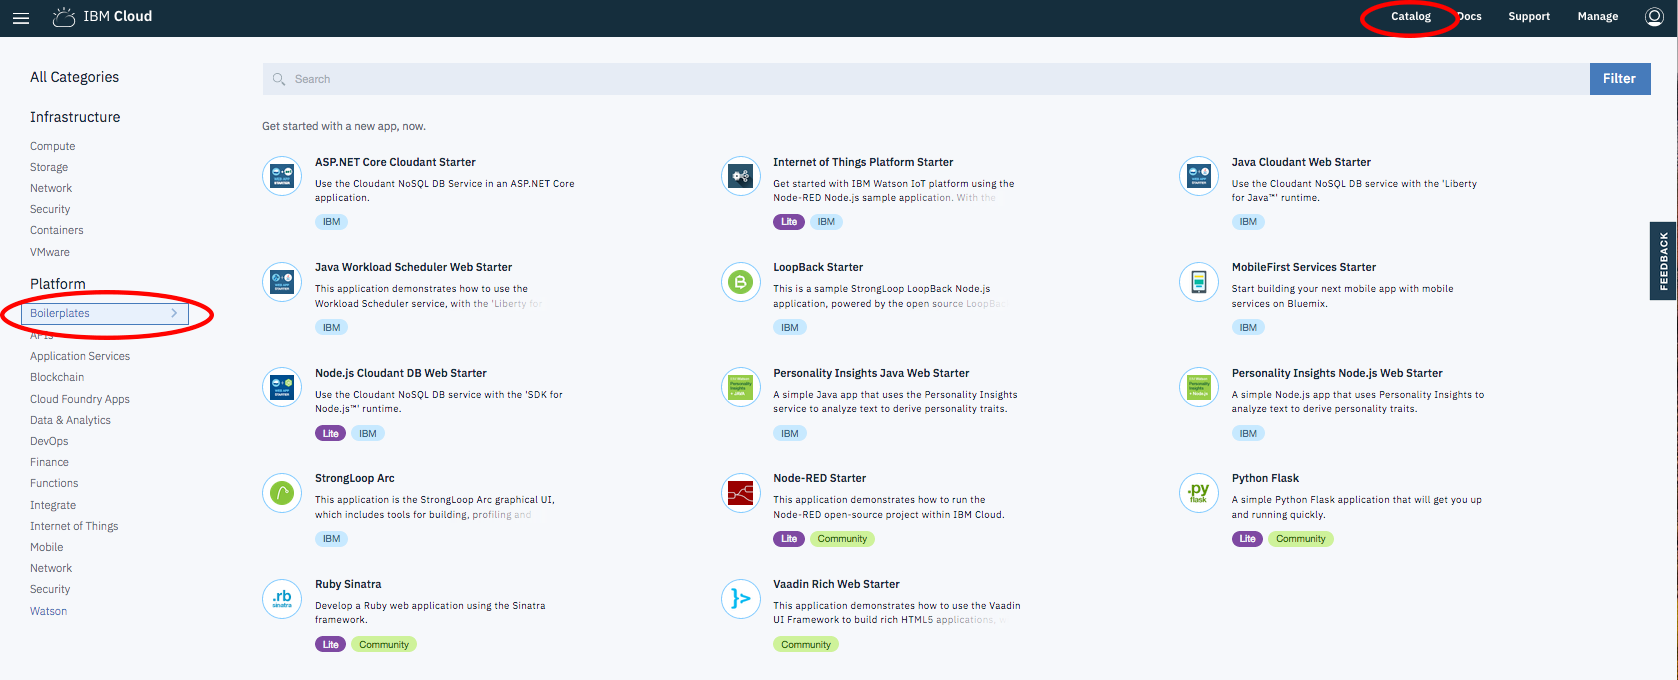 IBM Cloud
Catalog
Docs
Support
Manage
All Categories
Infrastructure
Compute
Storage
Network
Security
Containers
VMware
Platform
Boilerplates
APIs
Application Services
Blockchain
Cloud Foundry Apps
Data & Analytics
DevOps
Finance
Functions
Integrate
Internet of Things
Mobile
Network
Security
Watson
Search
Filter
Get started with a new app, now.
ASP.NET Core Cloudant Starter
Use the Cloudant NoSQL DB Service in an ASP.NET Core
application.
IBM
Internet of Things Platform Starter
Get started with IBM Watson IoT platform using the
Node-RED Node.js sample application. With the
Lite IBM
Java Cloudant Web Starter
Use the Cloudant NoSQL DB service with the 'Liberty
for Java™' runtime.
IBM
Java Workload Scheduler Web Starter
This application demonstrates how to use the
Workload Scheduler service, with the 'Liberty for
IBM
LoopBack Starter
This is a sample StrongLoop LoopBack Node.js
application, powered by the open source LoopBac
IBM
MobileFirst Services Starter
Start building your next mobile app with mobile
services on Bluemix.
IBM
Node.js Cloudant DB Web Starter
Use the Cloudant NoSQL DB service with the 'SDK for
Node.js™' runtime.
Lite IBM
Personality Insights Java Web Starter
A simple Java app that uses the Personality Insights
service to analyze text to derive personality traits.
IBM
Personality Insights Node.js Web Starter
A simple Node.js app that uses Personality Insights to
analyze text to derive personality traits.
IBM
StrongLoop Arc
This application is the StrongLoop Arc graphical UI,
which includes tools for building, profiling and
IBM
Node-RED Starter
This application demonstrates how to run the
Node-RED open-source project within IBM Cloud.
Lite Community
.py
flask
Python Flask
A simple Python Flask application that will get you up
and running quickly.
Lite Community
.rb
sinatra
Ruby Sinatra
Develop a Ruby web application using the Sinatra
framework.
Lite Community
Vaadin Rich Web Starter
This application demonstrates how to use the Vaadin
UI Framework to build rich HTML5 applications,
Community
FEEDBACK